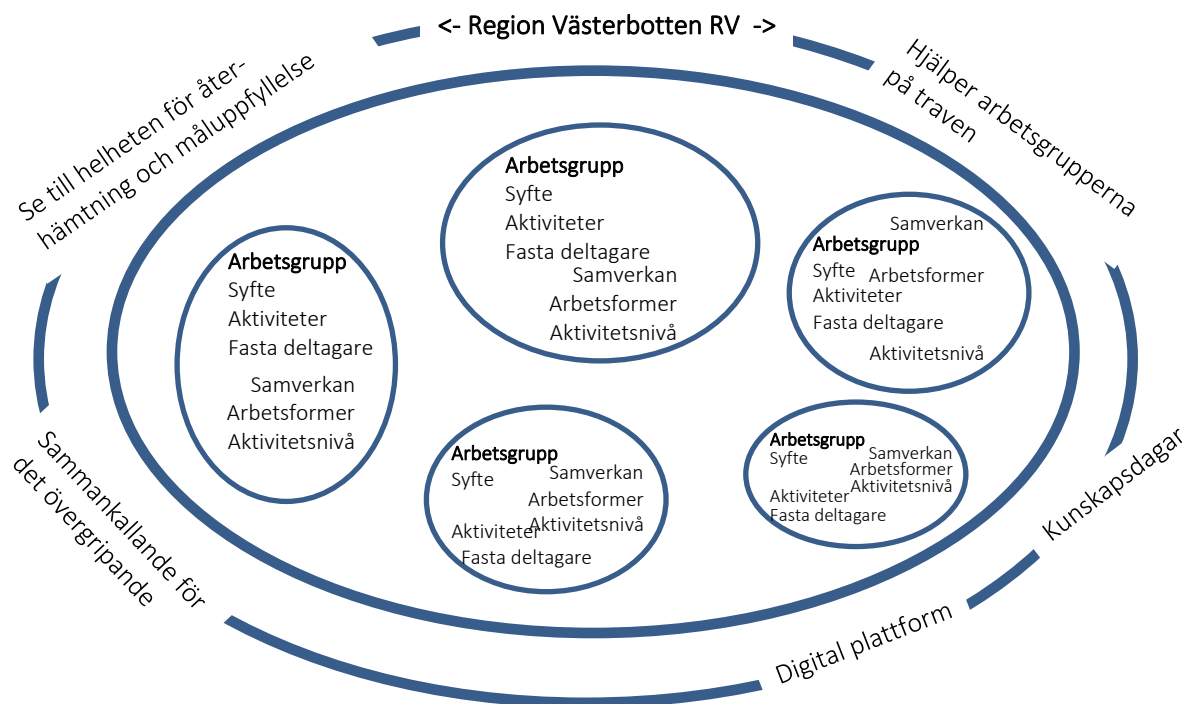 <- Region Västerbotten RV ->
Se till helheten för åter-
hämtning och måluppfyllelse
Hjälper arbetsgrupperna
på traven
Arbetsgrupp
Syfte
Aktiviteter
Fasta deltagare
Samverkan
Arbetsformer
Aktivitetsnivå
Arbetsgrupp
Syfte
Aktiviteter
Fasta deltagare
Samverkan
Arbetsformer
Aktivitetsnivå
Samverkan
Arbetsgrupp
Syfte Arbetsformer
Aktiviteter
Fasta deltagare
Aktivitetsnivå
Arbetsgrupp
Syfte Samverkan
Arbetsformer
Aktiviteter Aktivitetsnivå
Fasta deltagare
Arbetsgrupp
Syfte Samverkan
Arbetsformer
Aktivitetsnivå
Aktiviteter
Fasta deltagare
Sammankallande för
det övergripande
Digital plattform
Kunskapsdagar